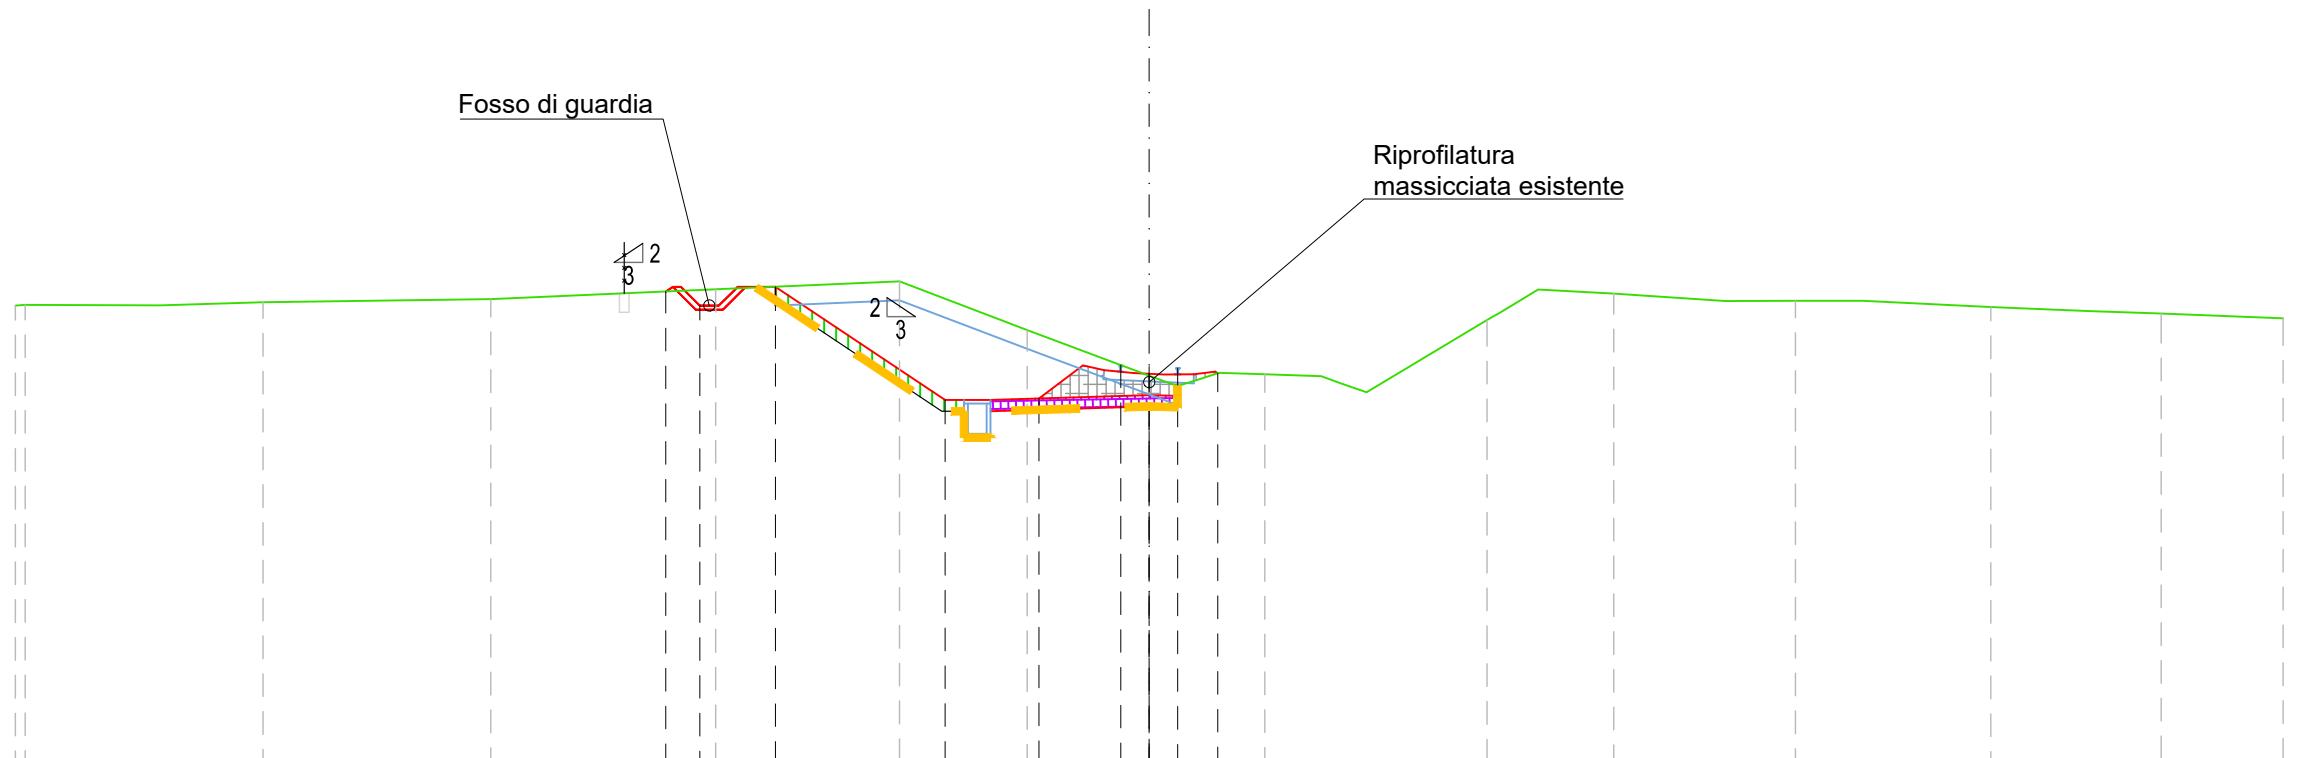 Fosso di guardia
Riprofilatura
massicciata esistente
2
3
2
3